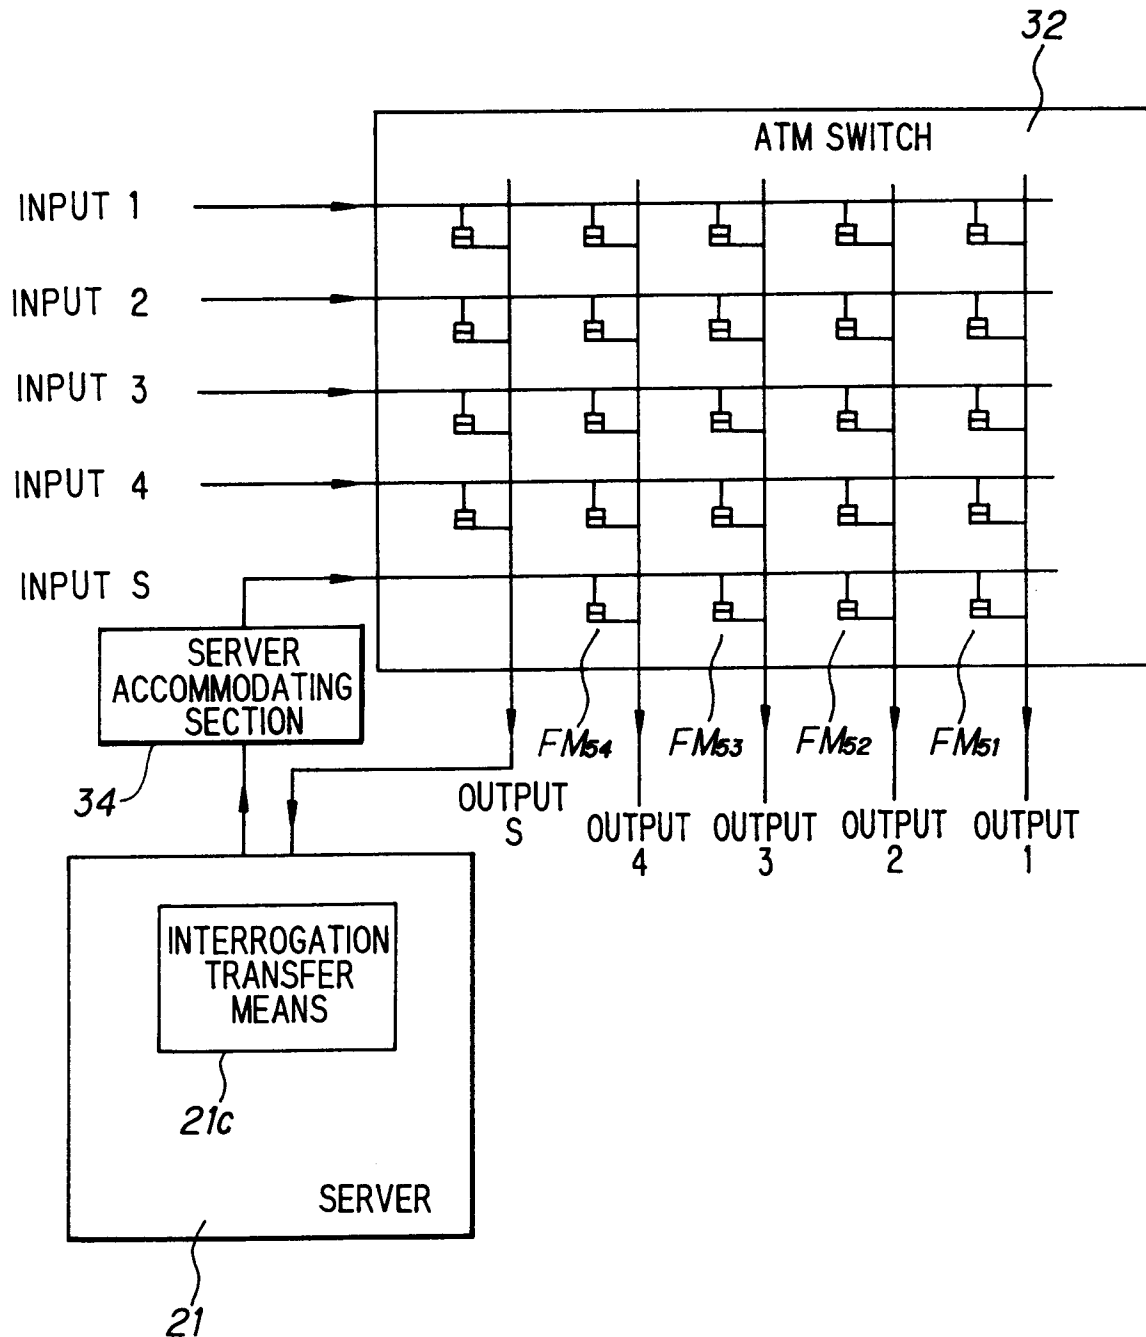 32
ATM SWITCH
INPUT 1
INPUT 2
INPUT 3
INPUT 4
INPUT S
SERVER
ACCOMMODATING
SECTION
34
FM54
FM53
FM52
FM51
OUTPUT
S
OUTPUT
4
OUTPUT
3
OUTPUT
2
OUTPUT
1
INTERROGATION
TRANSFER
MEANS
21c
SERVER
21